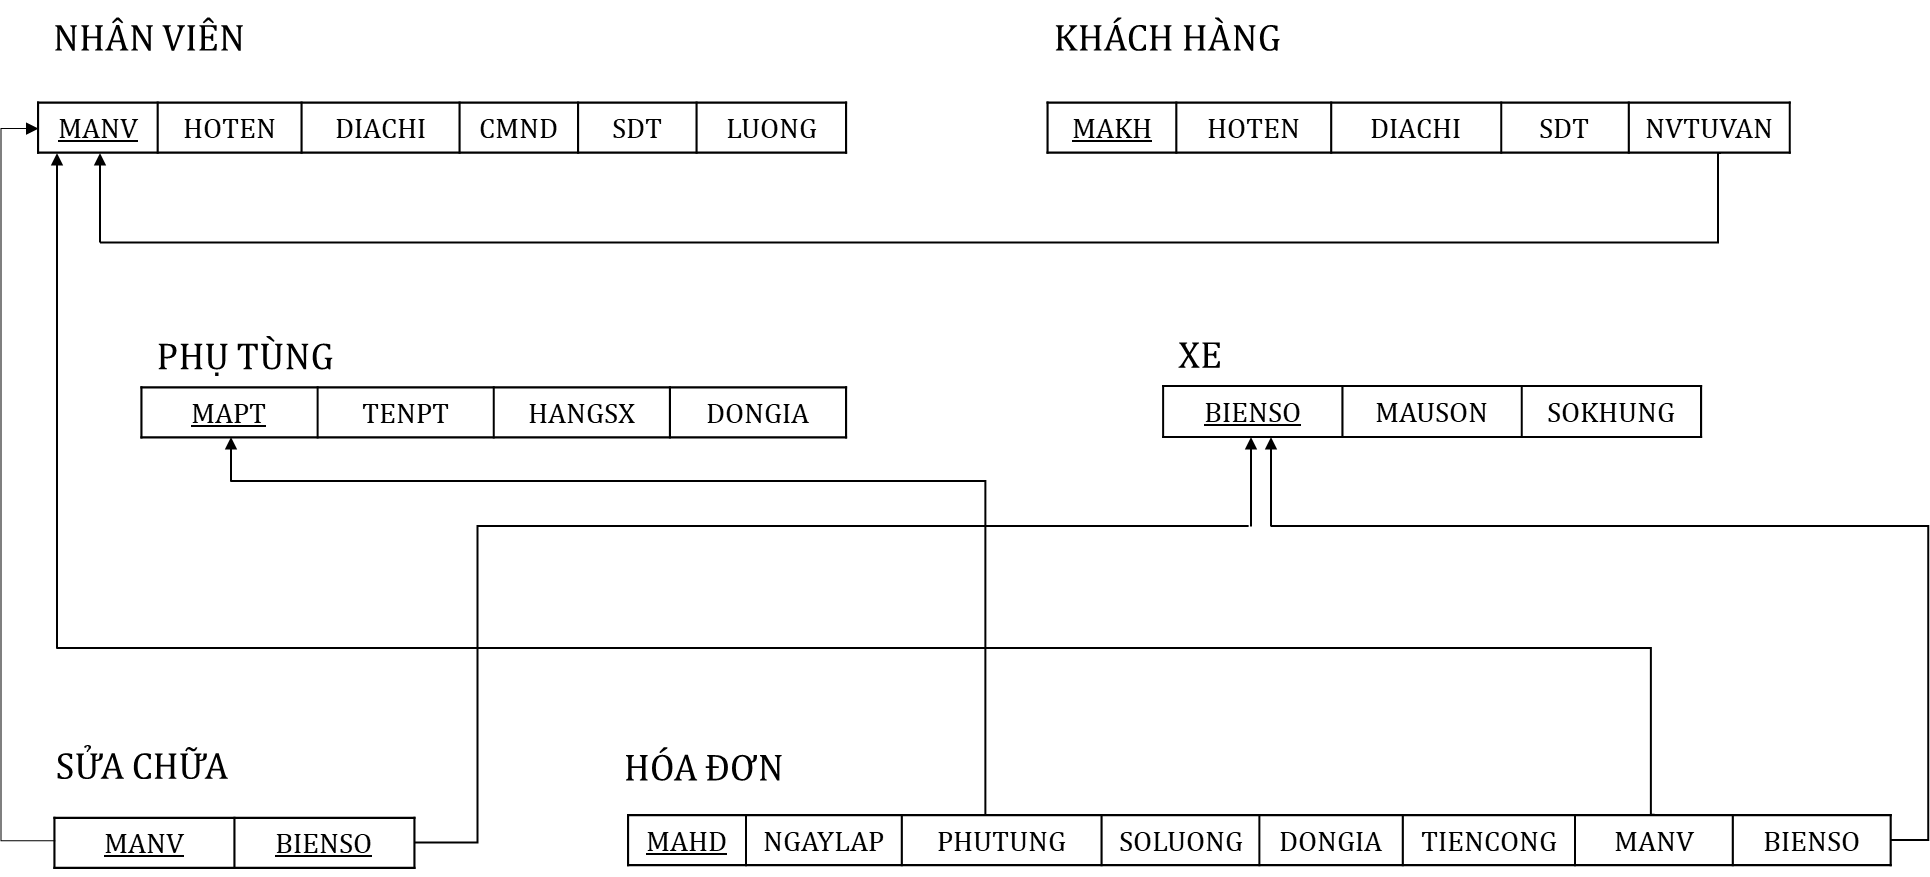 NHÂN VIÊN
MANV HOTEN DIACHI CMND SDT LUONG
KHÁCH HÀNG
MAKH HOTEN DIACHI SDT NVTUVAN
PHỤ TÙNG
MAPT TENPT HANGSX DONGIA
XE
BIENSO MAUSON SOKHUNG
SỬA CHỮA
MANV BIENSO
HÓA ĐƠN
MAHD NGAYLAP PHUTUNG SOLUONG DONGIA TIENCONG MANV BIENSO